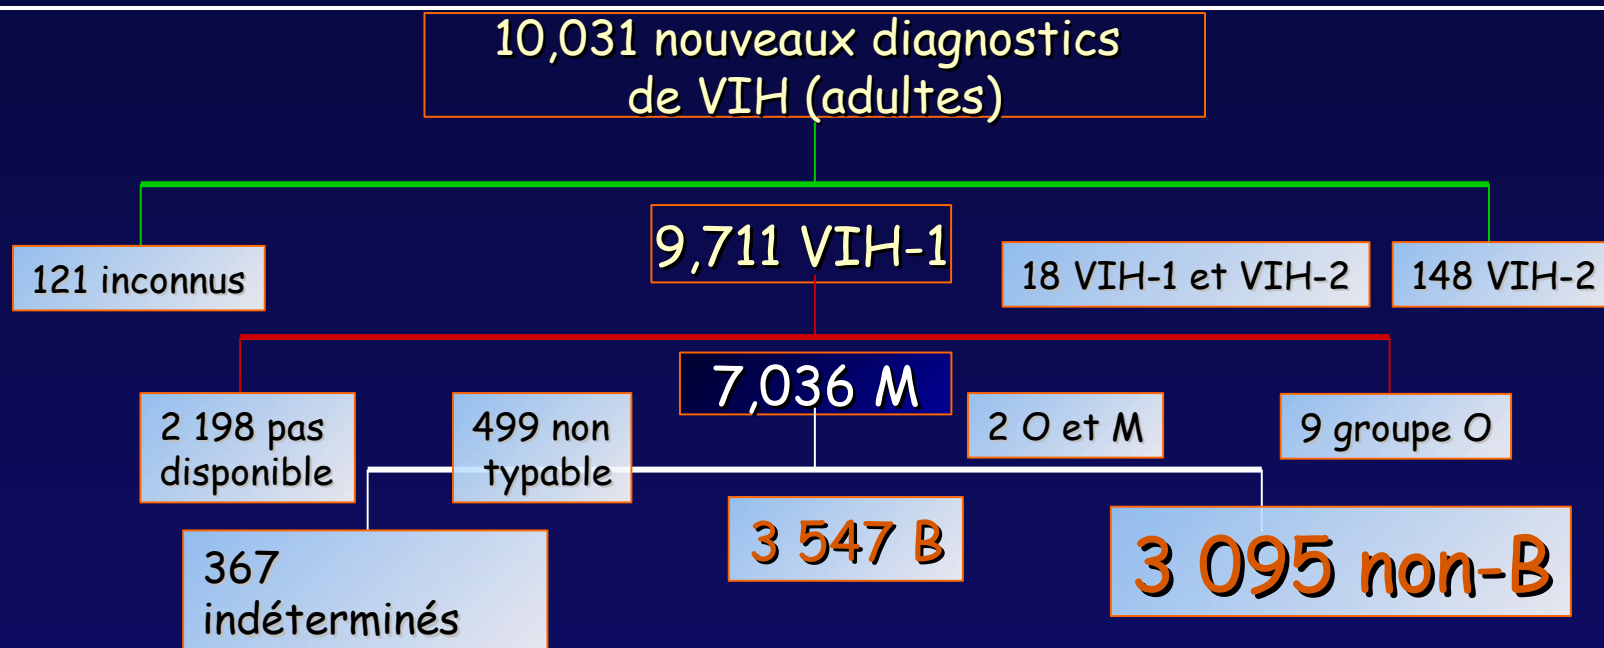 10,031 nouveaux diagnostics
de VIH (adultes)
121 inconnus
9,711 VIH-1
18 VIH-1 et VIH-2
148 VIH-2
2 198 pas
disponible
499 non
typable
7,036 M
2 O et M
9 groupe O
367
indéterminés
3 547 B
3 095 non-B